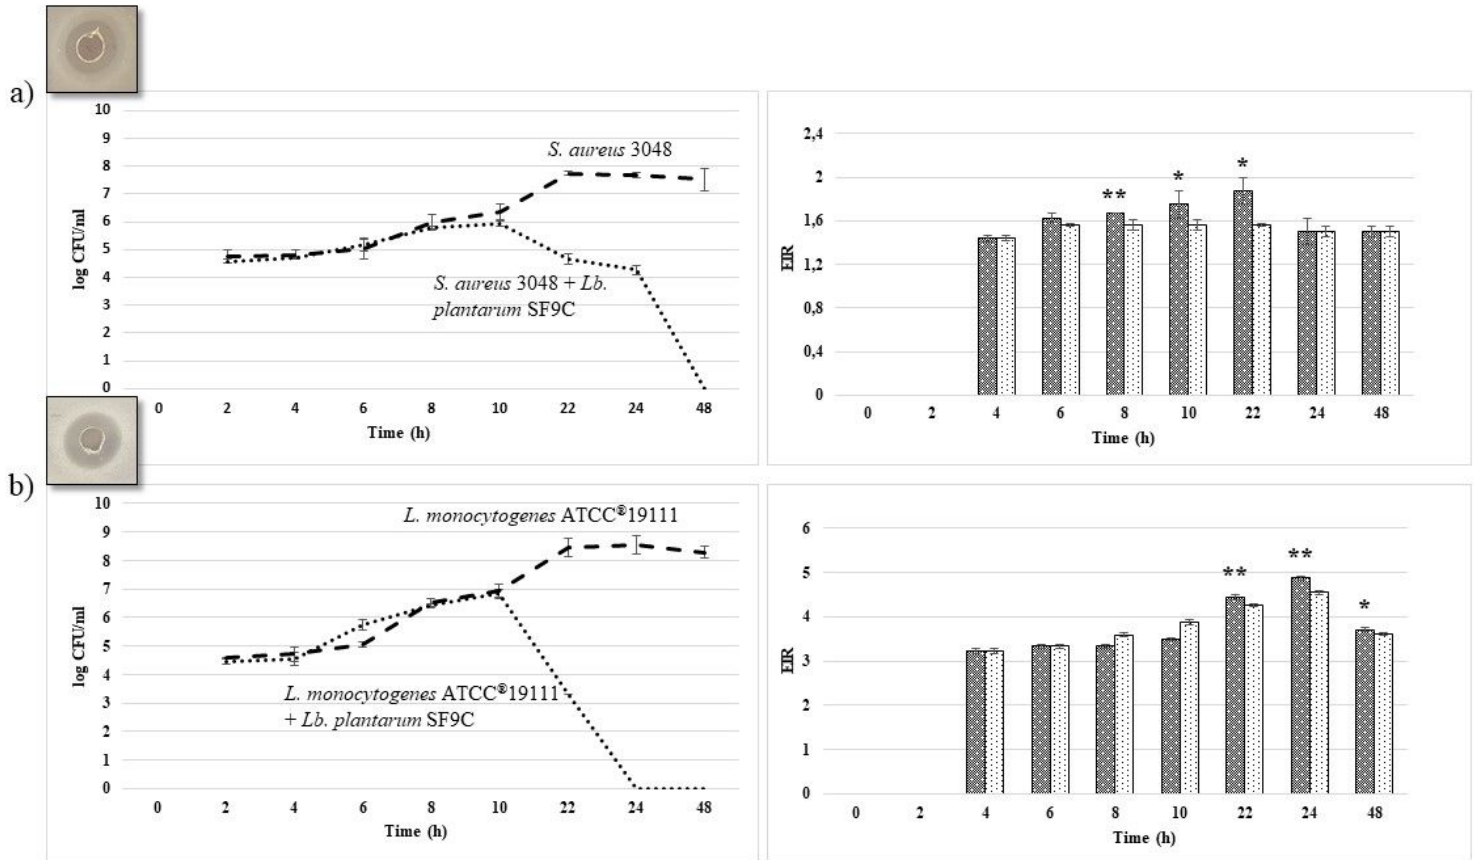 a)
10
9
8
7
6
5
4
3
2
1
0
log CFU/ml
S. aureus 3048
S. aureus 3048 + Lb.
plantarum SF9C
0 2 4 6 8 10 22 24 48
Time (h)
2,4
2
1,6
1,2
0,8
0,4
0
EIR
** * *
0 2 4 6 8 10 22 24 48
Time (h)
b)
10
9
8
7
6
5
4
3
2
1
0
log CFU/ml
L. monocytogenes ATCC®19111
L. monocytogenes ATCC®19111
+ Lb. plantarum SF9C
0 2 4 6 8 10 22 24 48
Time (h)
6
5
4
3
2
1
0
EIR
** ** *
0 2 4 6 8 10 22 24 48
Time (h)